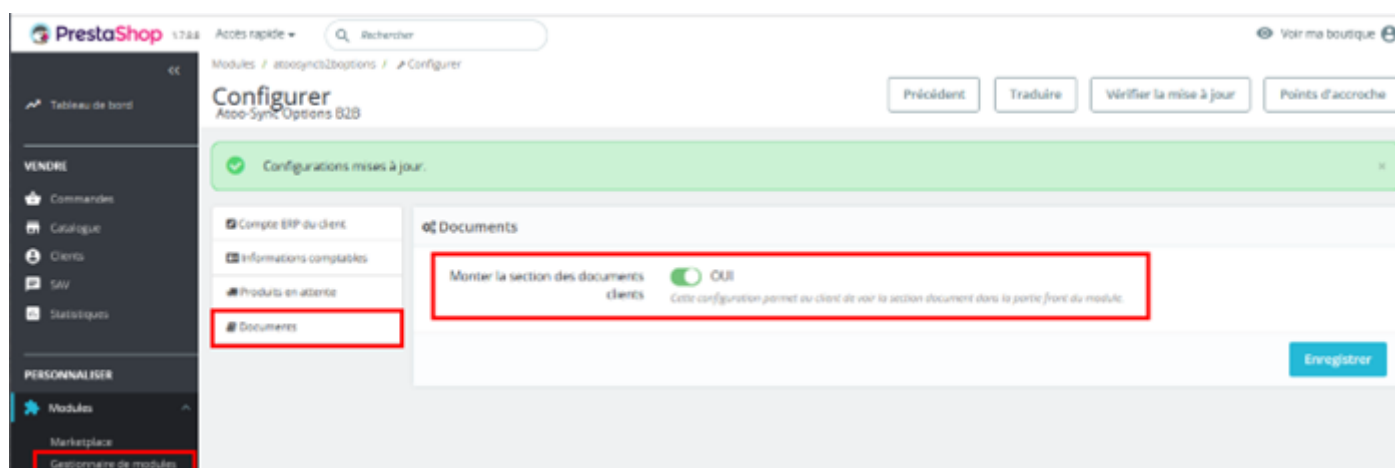 PrestaShop 1.7.8.8 Accès rapide Rechercher Voir ma boutique
Modules / atoosyncb2boptions / Configurer
Configurer
Atoo-Sync Options B2B
Précédent Traduire Vérifier la mise à jour Points d'accroche
Tableau de bord
Configurations mises à jour.
VENDRE
Commandes
Catalogue
Clients
SAV
Statistiques
PERSONNALISER
Modules
Marketplace
Gestionnaire de modules
Compte ERP du client
Informations comptables
Produits en attente
Documents
Documents
Monter la section des documents
clients
OUI
Cette configuration permet au client de voir la section document dans la partie front du module.
Enregistrer